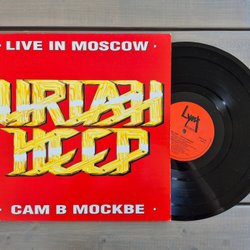 · LIVE IN MOSCOW ·
URIAH
HEEP
· CAM B MOCKBE ·